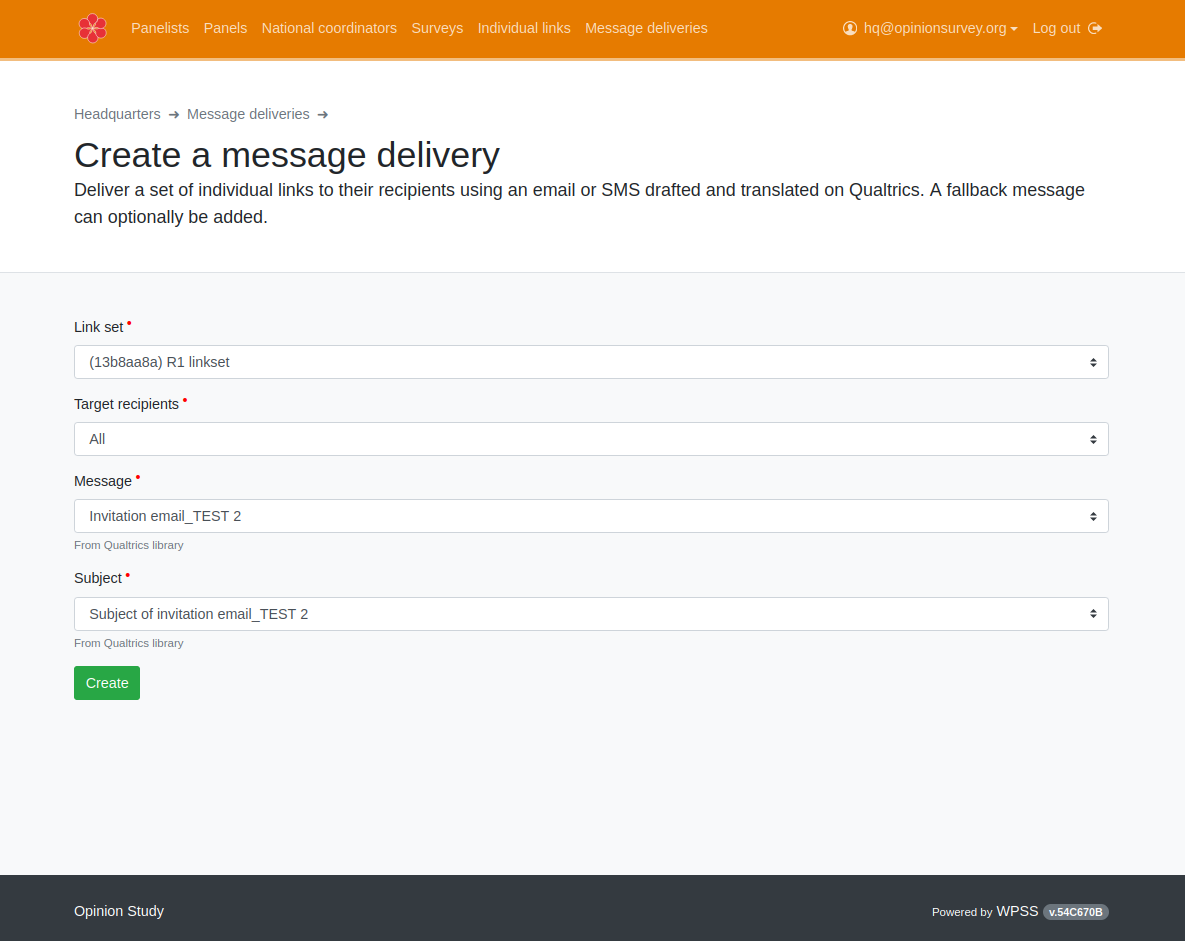 Panelists Panels National coordinators Surveys Individual links Message deliveries hq@opinionsurvey.org Log out
Headquarters ➜ Message deliveries ➜
Create a message delivery
Deliver a set of individual links to their recipients using an email or SMS drafted and translated on Qualtrics. A fallback message
can optionally be added.
Link set •
(13b8aa8a) R1 linkset
Target recipients •
All
Message •
Invitation email_TEST 2
From Qualtrics library
Subject •
Subject of invitation email_TEST 2
From Qualtrics library
Create
Opinion Study Powered by WPSS v.54C670B